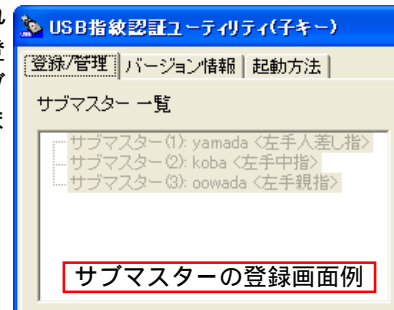 れ
登
ブ
ま
USB指紋認証ユーティリティ(子キー)
登録/管理 バージョン情報 起動方法
サブマスター 一覧
サブマスター(1): yamada <左手人差し指>
サブマスター(2): koba <左手中指>
サブマスター(3): oowada <左手親指>
サブマスターの登録画面例